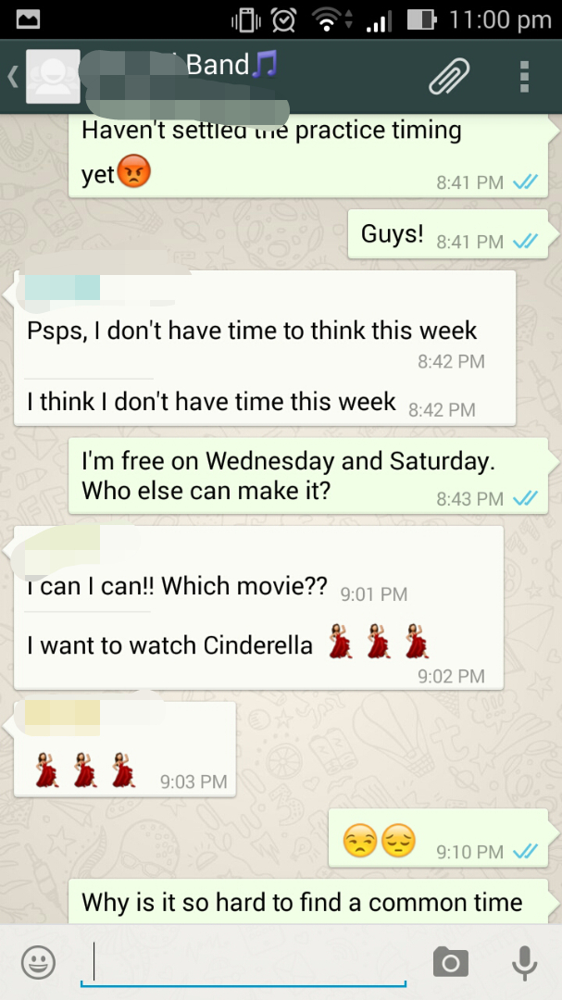 11:00 pm
Band🎵
Haven't settled the practice timing
yet😡
8:41 PM
Guys! 8:41 PM
Psps, I don't have time to think this week
8:42 PM
I think I don't have time this week 8:42 PM
I'm free on Wednesday and Saturday.
Who else can make it?
8:43 PM
I can I can!! Which movie?? 9:01 PM
I want to watch Cinderella 💃💃💃
9:02 PM
💃💃💃 9:03 PM
😒😔 9:10 PM
Why is it so hard to find a common time